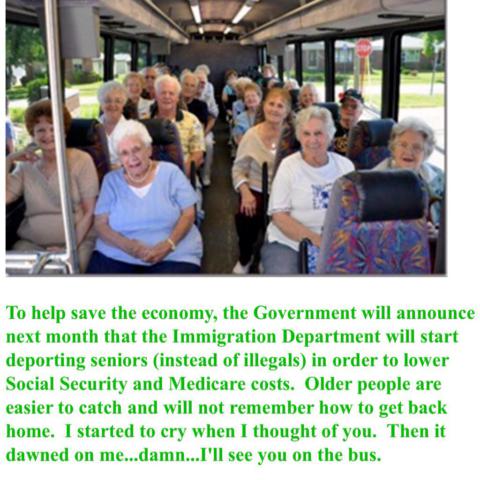 STOP
To help save the economy, the Government will announce
next month that the Immigration Department will start
deporting seniors (instead of illegals) in order to lower
Social Security and Medicare costs.  Older people are
easier to catch and will not remember how to get back
home.  I started to cry when I thought of you.  Then it
dawned on me...damn...I'll see you on the bus.